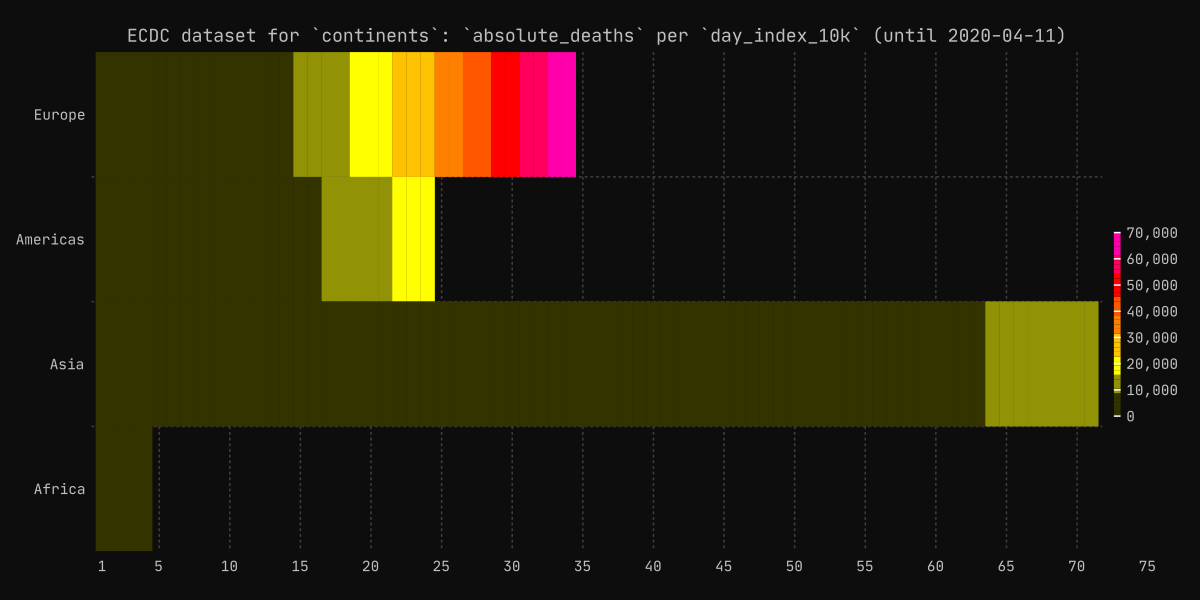 ECDC dataset for `continents`: `absolute_deaths` per `day_index_10k` (until 2020-04-11)
Europe
Americas
Asia
Africa
70,000
60,000
50,000
40,000
30,000
20,000
10,000
0
1 5 10 15 20 25 30 35 40 45 50 55 60 65 70 75